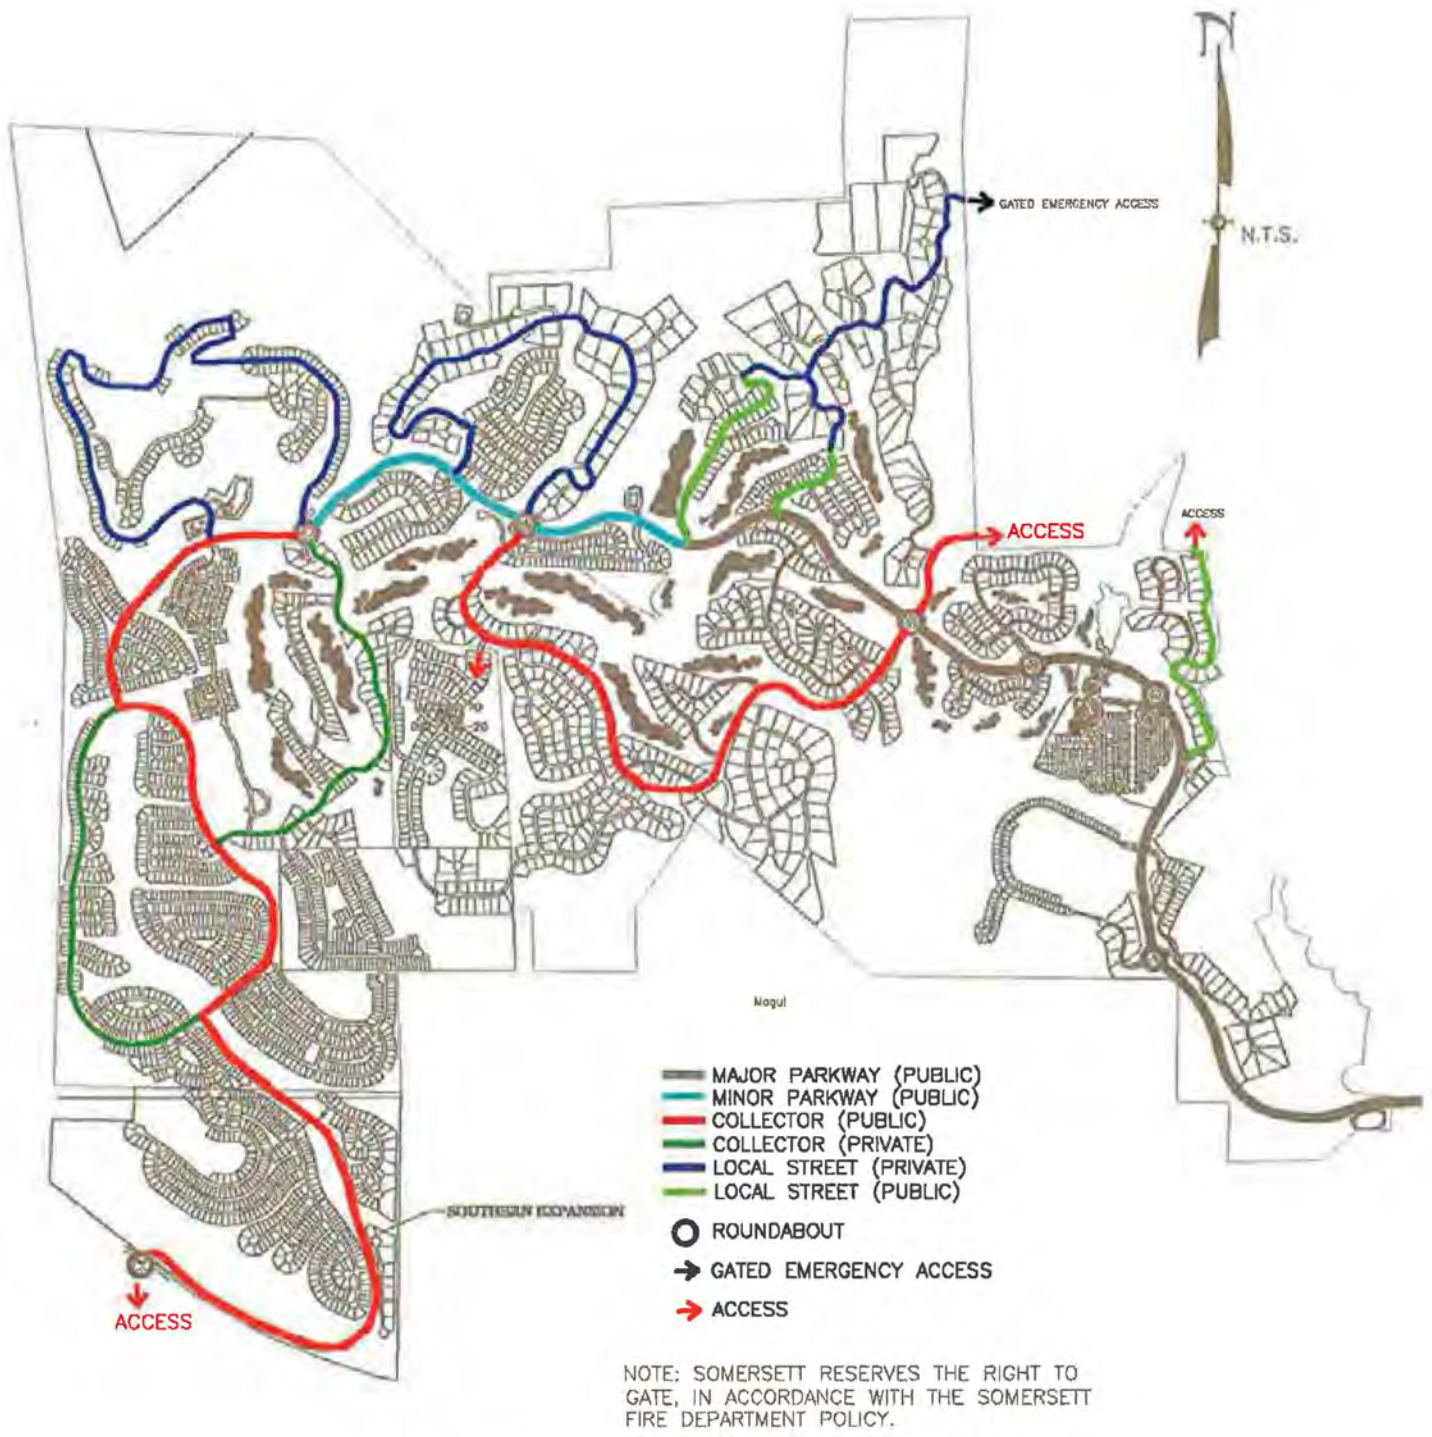 N
GATED EMERGENCY ACCESS
N.T.S.
ACCESS
ACCESS
Mogul
MAJOR PARKWAY (PUBLIC)
MINOR PARKWAY (PUBLIC)
COLLECTOR (PUBLIC)
COLLECTOR (PRIVATE)
LOCAL STREET (PRIVATE)
LOCAL STREET (PUBLIC)
SOUTHERN EXPANSION
ROUNDABOUT
GATED EMERGENCY ACCESS
ACCESS
ACCESS
NOTE: SOMERSETT RESERVES THE RIGHT TO
GATE, IN ACCORDANCE WITH THE SOMERSETT
FIRE DEPARTMENT POLICY.